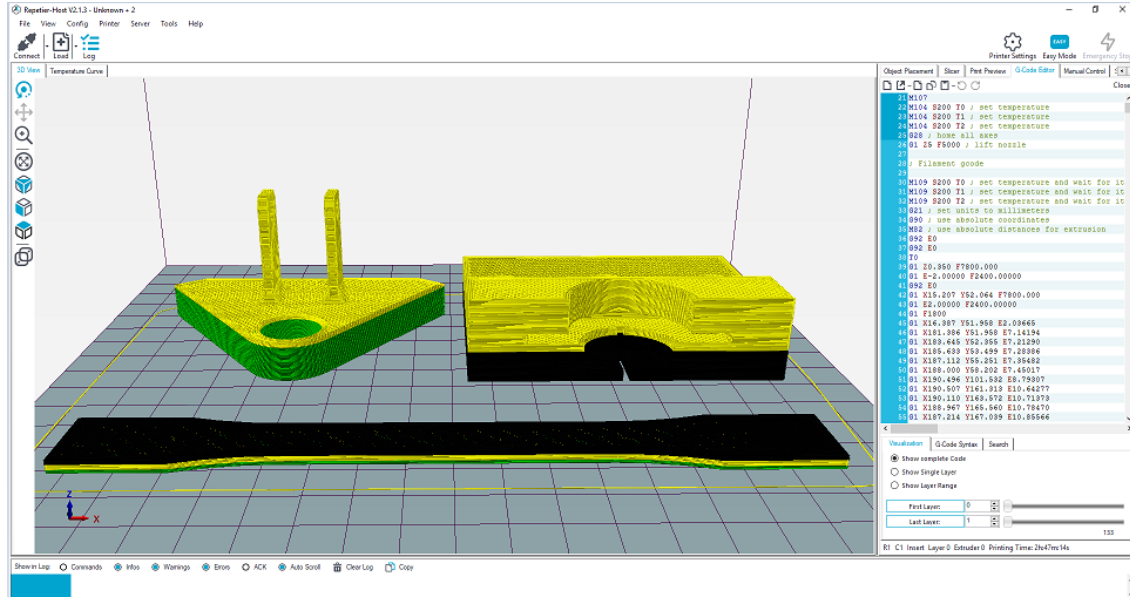 Repetier-Host V2.1.3 - Unknown + 2
File View Config Printer Server Tools Help
Connect Load Log
Printer Settings Easy Mode Emergency Stop
EASY
3D View Temperature Curve
Object Placement Slicer Print Preview G-Code Editor Manual Control
Close
21 M107
22 M104 S200 T0 ; set temperature
23 M104 S200 T1 ; set temperature
24 M104 S200 T2 ; set temperature
25 G28 ; home all axes
26 G1 Z5 F5000 ; lift nozzle
27
28 ; Filament gcode
29
30 M109 S200 T0 ; set temperature and wait for it
31 M109 S200 T1 ; set temperature and wait for it
32 M109 S200 T2 ; set temperature and wait for it
33 G21 ; set units to millimeters
34 G90 ; use absolute coordinates
35 M82 ; use absolute distances for extrusion
36 G92 E0
37 G92 E0
38 T0
39 G1 Z0.350 F7800.000
40 G1 E-2.00000 F2400.00000
41 G92 E0
42 G1 X15.207 Y52.064 F7800.000
43 G1 E2.00000 F2400.00000
44 G1 F1800
45 G1 X16.387 Y51.958 E2.03665
46 G1 X181.386 Y51.958 E7.14194
47 G1 X183.645 Y52.355 E7.21290
48 G1 X185.633 Y53.499 E7.28386
49 G1 X187.112 Y55.251 E7.35482
50 G1 X188.000 Y58.202 E7.45017
51 G1 X190.496 Y101.532 E8.79307
52 G1 X190.507 Y161.313 E10.64277
53 G1 X190.110 Y163.572 E10.71373
54 G1 X188.967 Y165.560 E10.78470
55 G1 X187.214 Y167.039 E10.85566
Visualization G-Code Syntax Search
Show complete Code
Show Single Layer
Show Layer Range
First Layer: 0
Last Layer: 1
133
R1 C1 Insert Layer 0 Extruder 0 Printing Time: 2h:47m:14s
Z
X
Show in Log: Commands Infos Warnings Errors ACK Auto Scroll Clear Log Copy